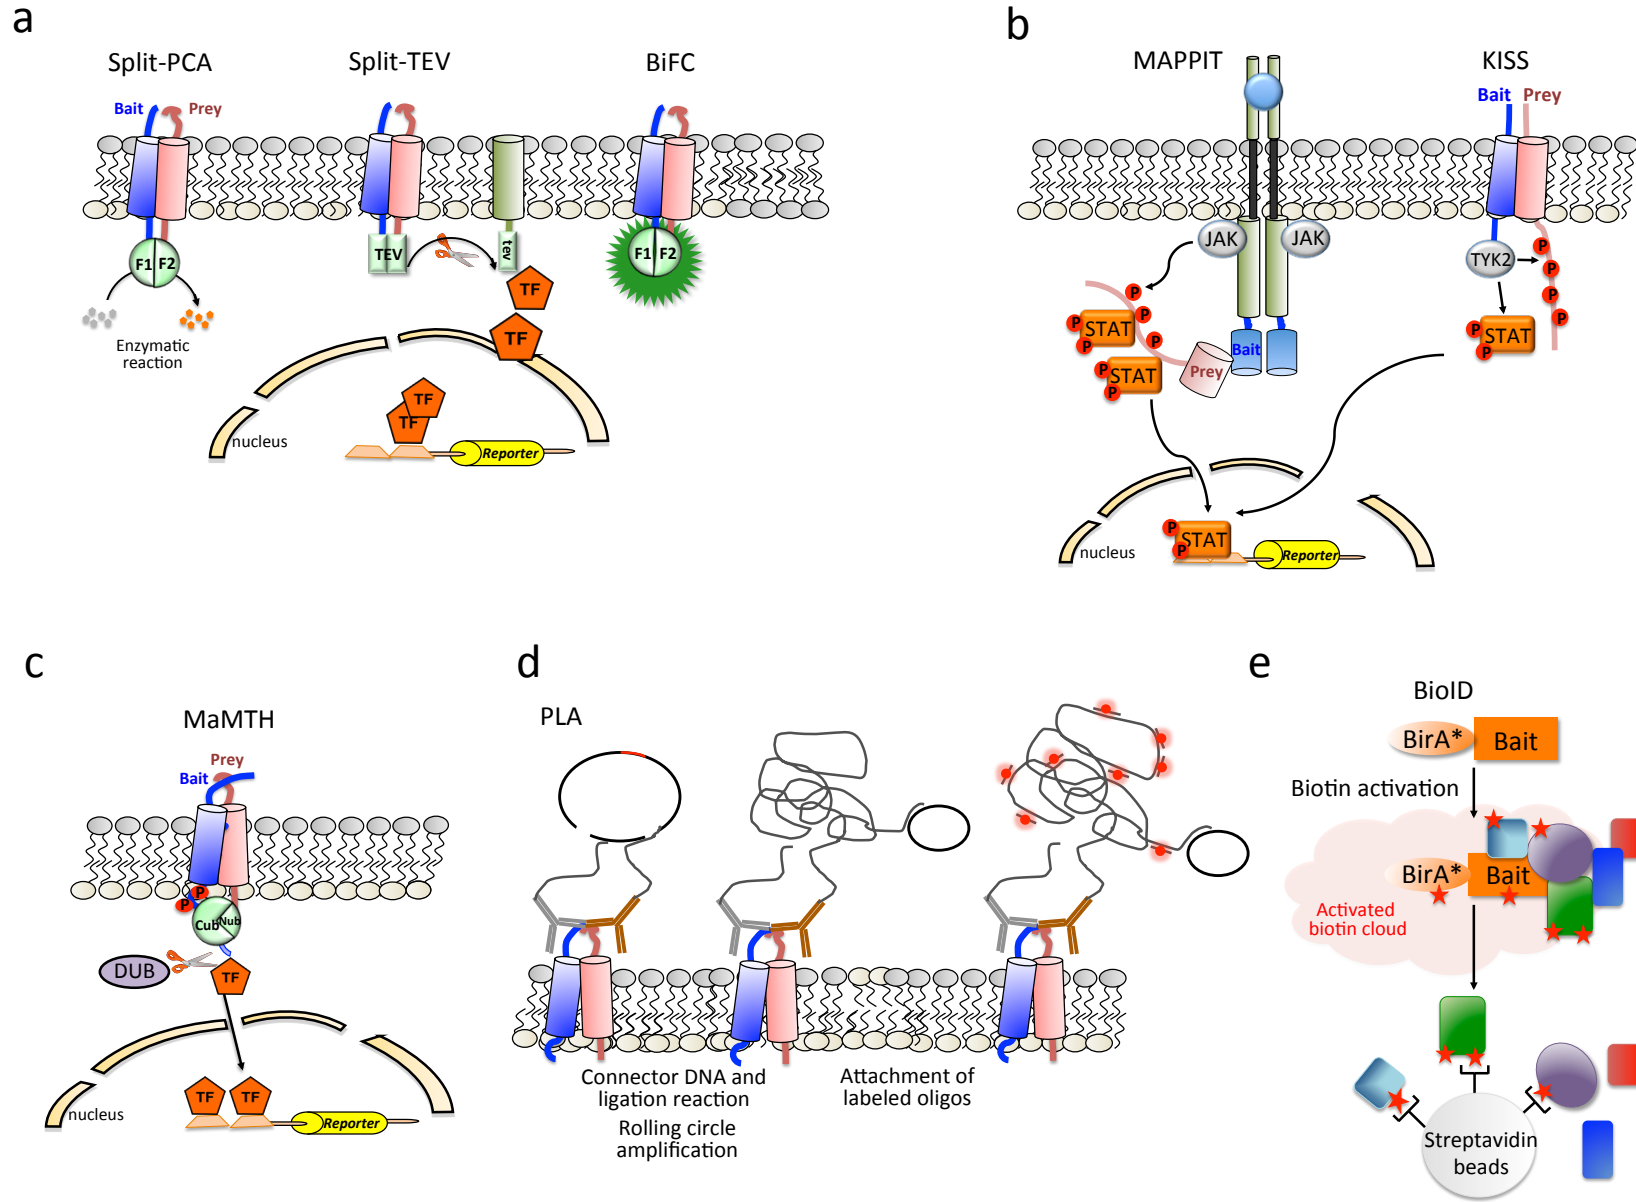 a
Split-PCA
Split-TEV
BiFC
Bait
Prey
F1
F2
TEV
tev
F1
F2
TF
TF
Enzymatic
reaction
TF
TF
nucleus
Reporter
b
MAPPIT
KISS
Bait
Prey
JAK
JAK
TYK2
P
P
P
P
P
P
P
P
P
STAT
P
P
STAT
Bait
Prey
P
P
STAT
P
P
STAT
nucleus
Reporter
c
MaMTH
Prey
Bait
P
P
Cub
Nub
DUB
TF
TF
TF
nucleus
Reporter
d
PLA
Connector DNA and
ligation reaction
Rolling circle
amplification
Attachment of
labeled oligos
e
BioID
BirA*
Bait
Biotin activation
BirA*
Bait
Activated
biotin cloud
Streptavidin
beads